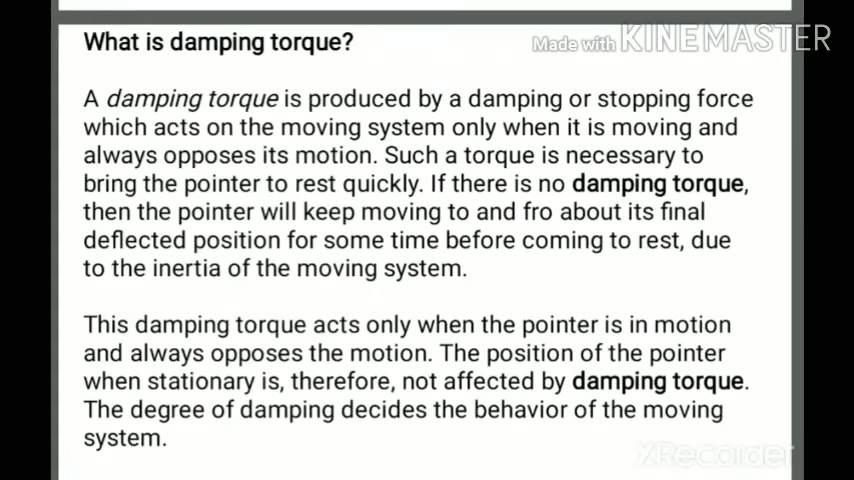 What is damping torque?
Made with KINEMASTER
A damping torque is produced by a damping or stopping force
which acts on the moving system only when it is moving and
always opposes its motion. Such a torque is necessary to
bring the pointer to rest quickly. If there is no damping torque,
then the pointer will keep moving to and fro about its final
deflected position for some time before coming to rest, due
to the inertia of the moving system.
This damping torque acts only when the pointer is in motion
and always opposes the motion. The position of the pointer
when stationary is, therefore, not affected by damping torque.
The degree of damping decides the behavior of the moving
system.
XRecorder